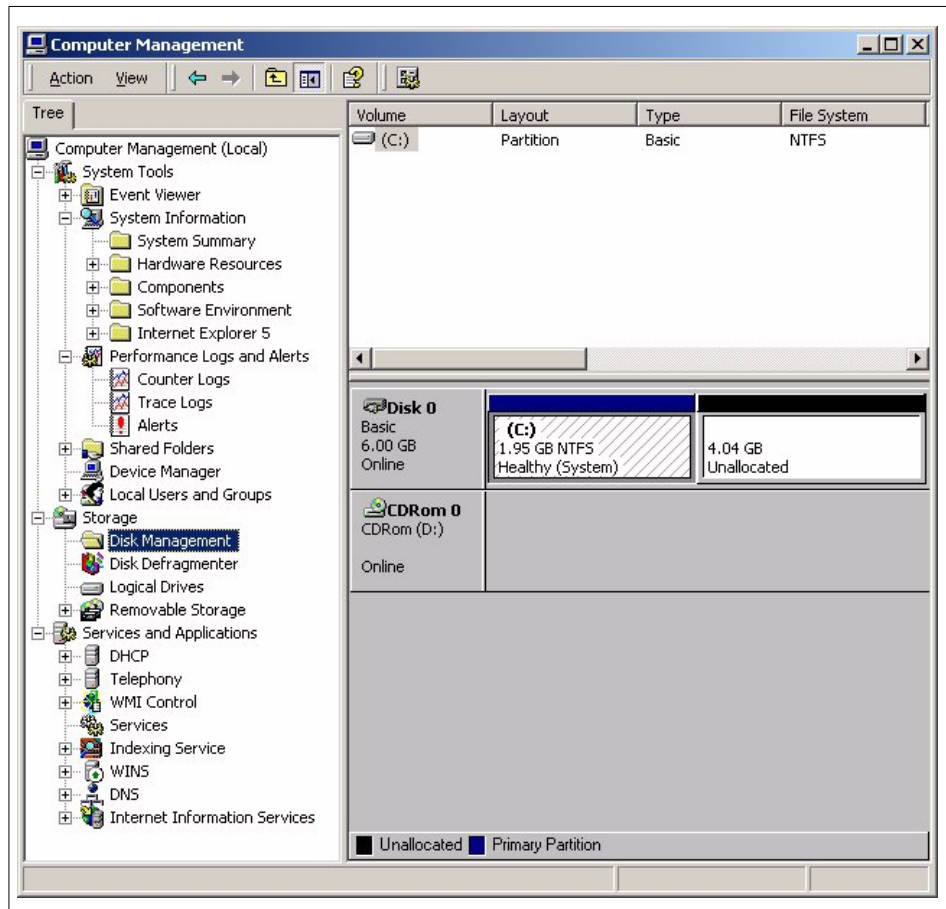 Computer Management
Action View
Tree
Computer Management (Local)
System Tools
Event Viewer
System Information
System Summary
Hardware Resources
Components
Software Environment
Internet Explorer 5
Performance Logs and Alerts
Counter Logs
Trace Logs
Alerts
Shared Folders
Device Manager
Local Users and Groups
Storage
Disk Management
Disk Defragmenter
Logical Drives
Removable Storage
Services and Applications
DHCP
Telephony
WMI Control
Services
Indexing Service
WINS
DNS
Internet Information Services
Volume Layout Type File System
(C:) Partition Basic NTFS
Disk 0
Basic
6.00 GB
Online
(C:)
1.95 GB NTFS
Healthy (System)
4.04 GB
Unallocated
CDRom 0
CDRom (D:)
Online
Unallocated Primary Partition